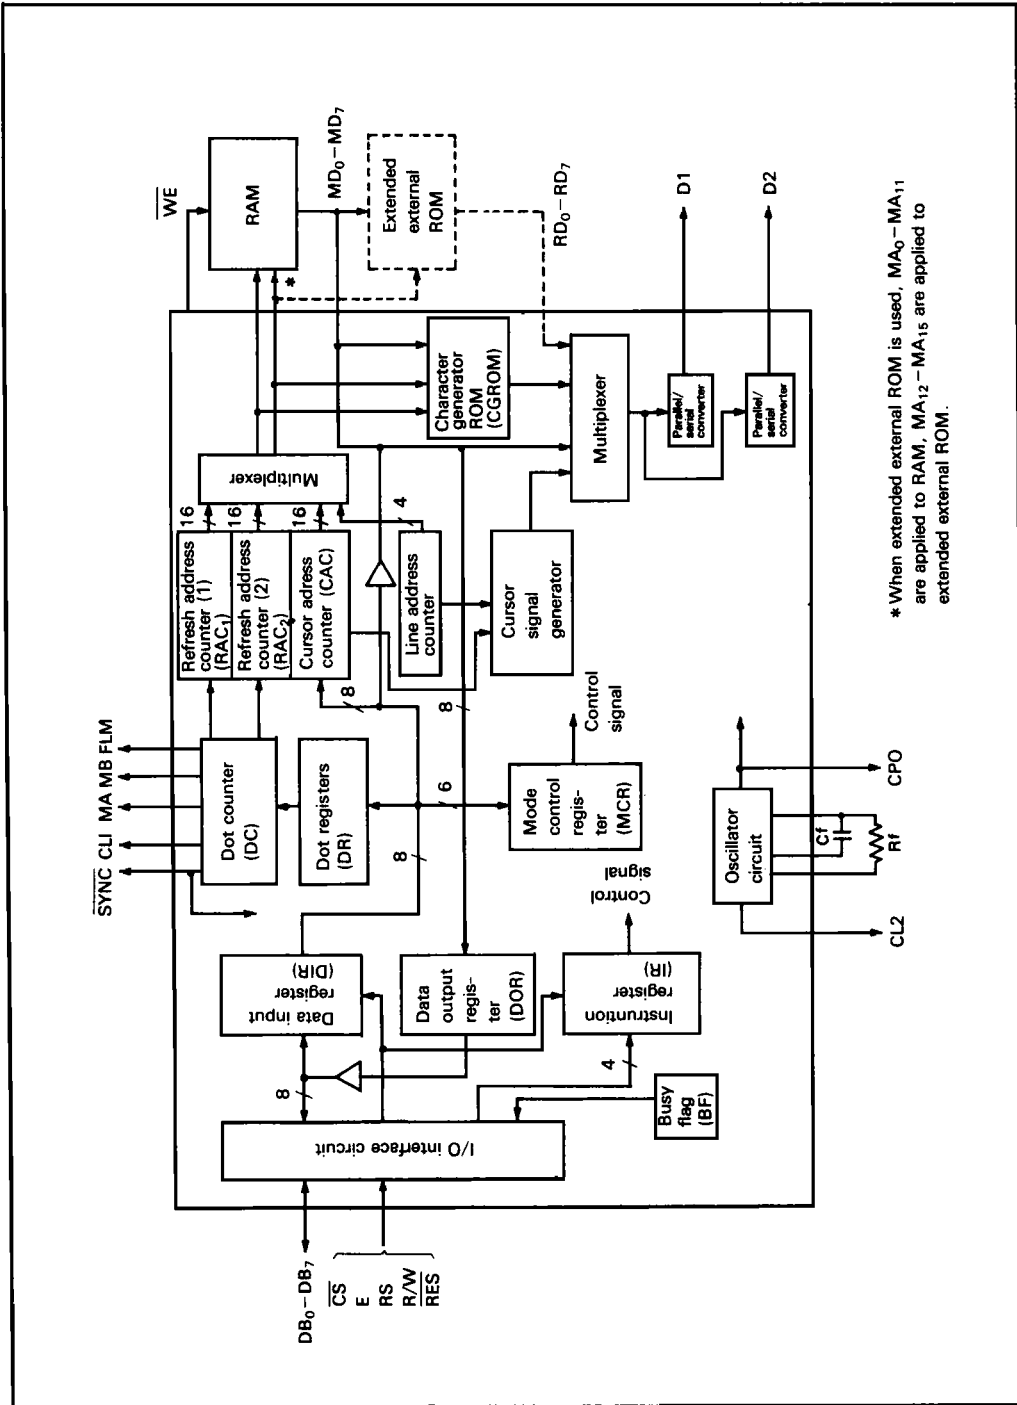 SYNC CLI MA MB FLM
WE
Dot counter
(DC)
Refresh address
counter (1)
(RAC1)
Refresh address
counter (2)
(RAC2)
Cursor adress
counter (CAC)
16
16
16
Multiplexer
RAM
*
MD0–MD7
Extended
external
ROM
RD0–RD7
Dot registers
(DR)
8
Line address
counter
4
Character
generator
ROM
(CGROM)
Data input
register
(DIR)
8
6
8
Cursor
signal
generator
Multiplexer
Data
output
regis-
ter
(DOR)
Mode
control
regis-
ter
(MCR)
Control
signal
Parallel/
serial
converter
D1
Parallel/
serial
converter
D2
I/O interface circuit
8
4
Busy
flag
(BF)
Instruntion
register
(IR)
Control
signal
Oscillator
circuit
Cf
Rf
CL2
CPO
DB0–DB7
CS
E
RS
R/W
RES
* When extended external ROM is used, MA0–MA11
are applied to RAM, MA12–MA15 are applied to
extended external ROM.